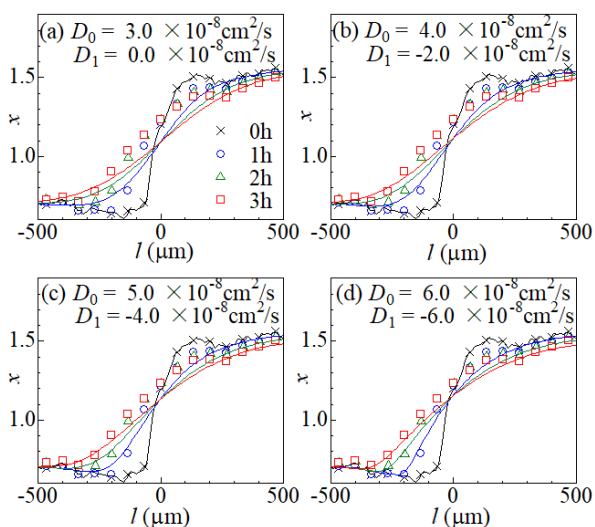 (a) D₀ = 3.0 × 10⁻⁸cm²/s
D₁ = 0.0 × 10⁻⁸cm²/s
1.5
1.0
x
0h
1h
2h
3h
-500 0 500
l (μm)
(b) D₀ = 4.0 × 10⁻⁸cm²/s
D₁ = -2.0 × 10⁻⁸cm²/s
1.5
1.0
x
-500 0 500
l (μm)
(c) D₀ = 5.0 × 10⁻⁸cm²/s
D₁ = -4.0 × 10⁻⁸cm²/s
1.5
1.0
x
-500 0 500
l (μm)
(d) D₀ = 6.0 × 10⁻⁸cm²/s
D₁ = -6.0 × 10⁻⁸cm²/s
1.5
1.0
x
-500 0 500
l (μm)